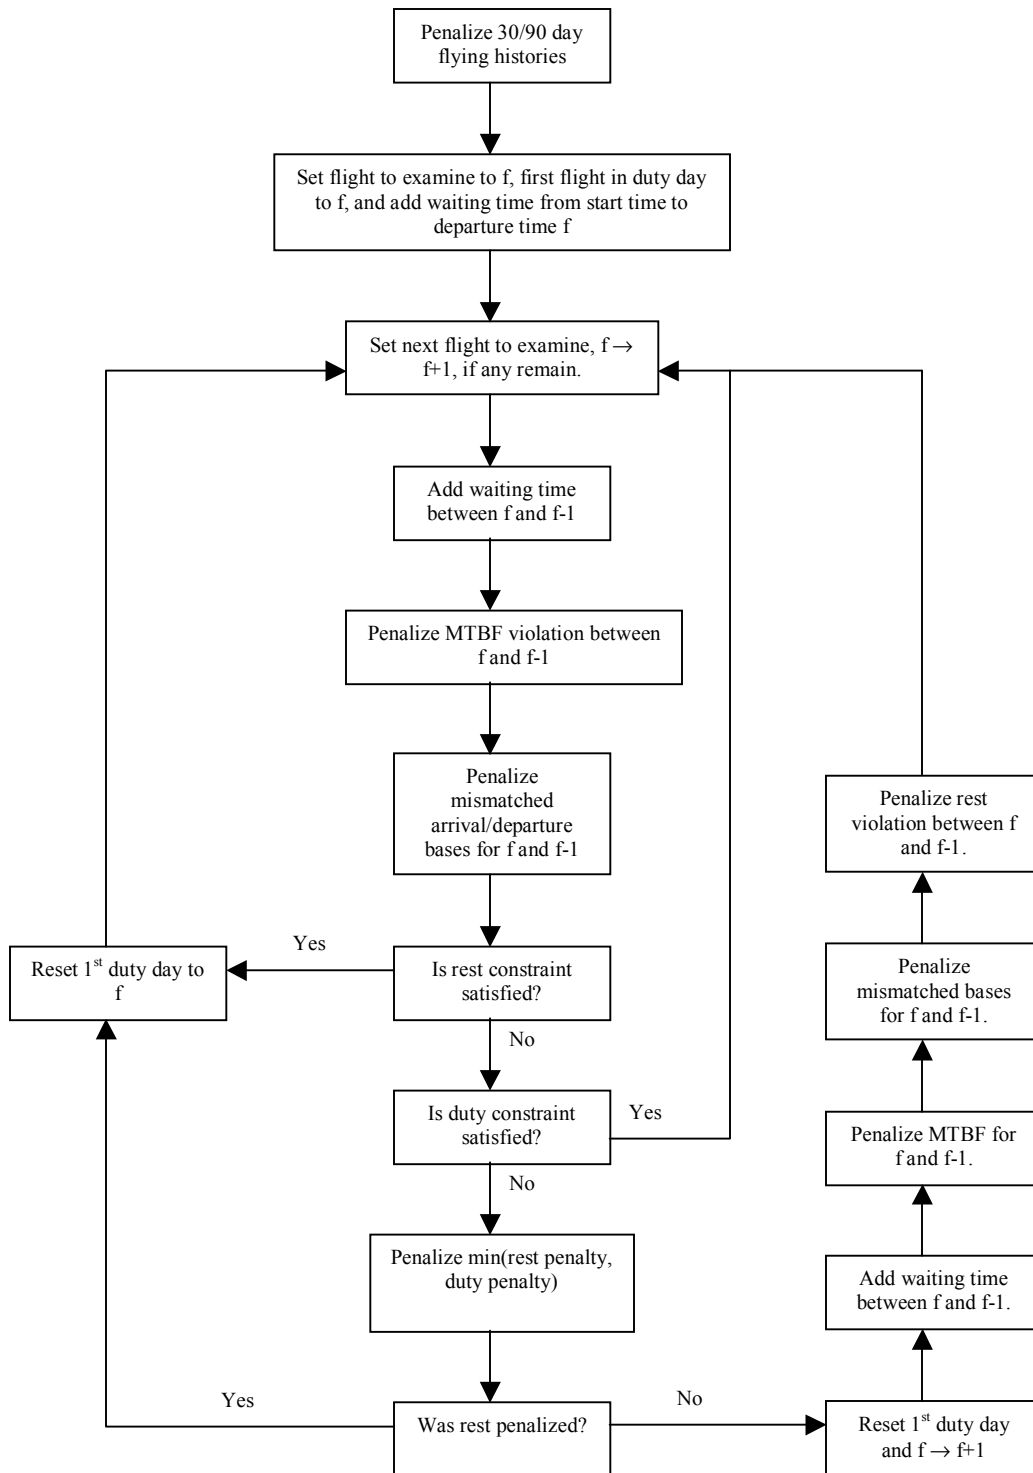 Penalize 30/90 day
flying histories
Set flight to examine to f, first flight in duty day
to f, and add waiting time from start time to
departure time f
Set next flight to examine, f →
f+1, if any remain.
Add waiting time
between f and f-1
Penalize MTBF violation between
f and f-1
Penalize
mismatched
arrival/departure
bases for f and f-1
Penalize rest
violation between f
and f-1.
Yes
Reset 1st duty day to
f
Is rest constraint
satisfied?
Penalize
mismatched bases
for f and f-1.
No
Is duty constraint
satisfied?
Yes
Penalize MTBF for
f and f-1.
No
Penalize min(rest penalty,
duty penalty)
Add waiting time
between f and f-1.
Yes
Was rest penalized?
No
Reset 1st duty day
and f → f+1